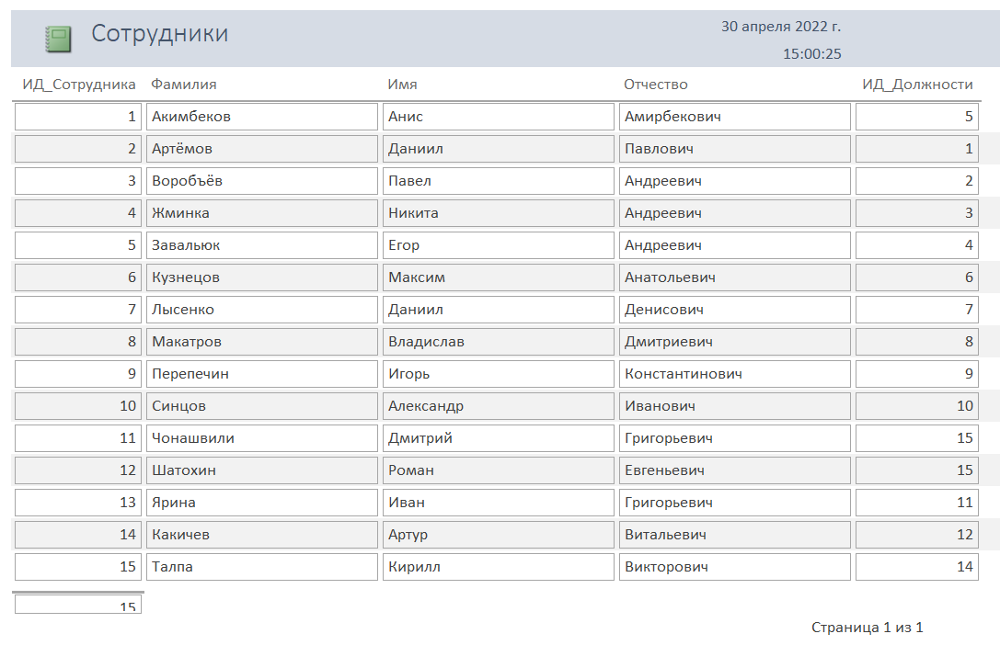 Сотрудники
30 апреля 2022 г.
15:00:25
ИД_Сотрудника Фамилия Имя Отчество ИД_Должности
1 Акимбеков Анис Амирбекович 5
2 Артёмов Даниил Павлович 1
3 Воробъёв Павел Андреевич 2
4 Жминка Никита Андреевич 3
5 Завальюк Егор Андреевич 4
6 Кузнецов Максим Анатольевич 6
7 Лысенко Даниил Денисович 7
8 Макатров Владислав Дмитриевич 8
9 Перепечин Игорь Константинович 9
10 Синцов Александр Иванович 10
11 Чонашвили Дмитрий Григорьевич 15
12 Шатохин Роман Евгеньевич 15
13 Ярина Иван Григорьевич 11
14 Какичев Артур Витальевич 12
15 Талпа Кирилл Викторович 14
15
Страница 1 из 1